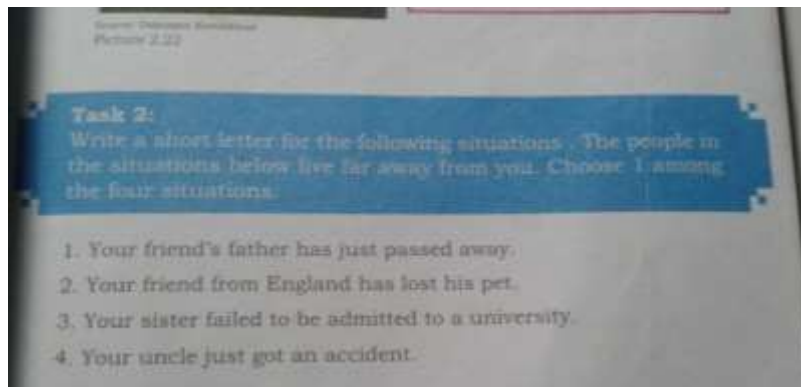 Picture 2.22
Task 2:
Write a short letter for the following situations . The people in
the situations below live far away from you. Choose 1 among
the four situations.
1. Your friend's father has just passed away.
2. Your friend from England has lost his pet.
3. Your sister failed to be admitted to a university.
4. Your uncle just got an accident.